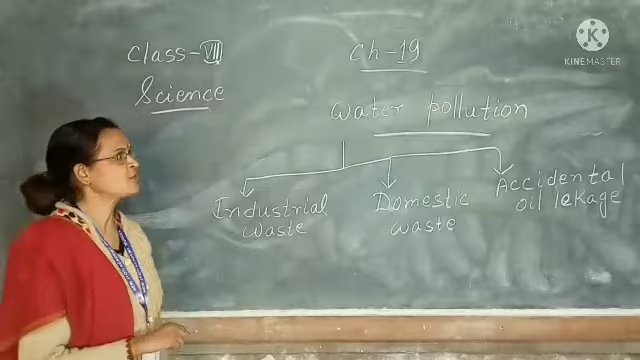 Class-VII
Ch-19
Science
Water pollution
Industrial
waste
Domestic
waste
Accidental
oil lekage
K
KINEMASTER